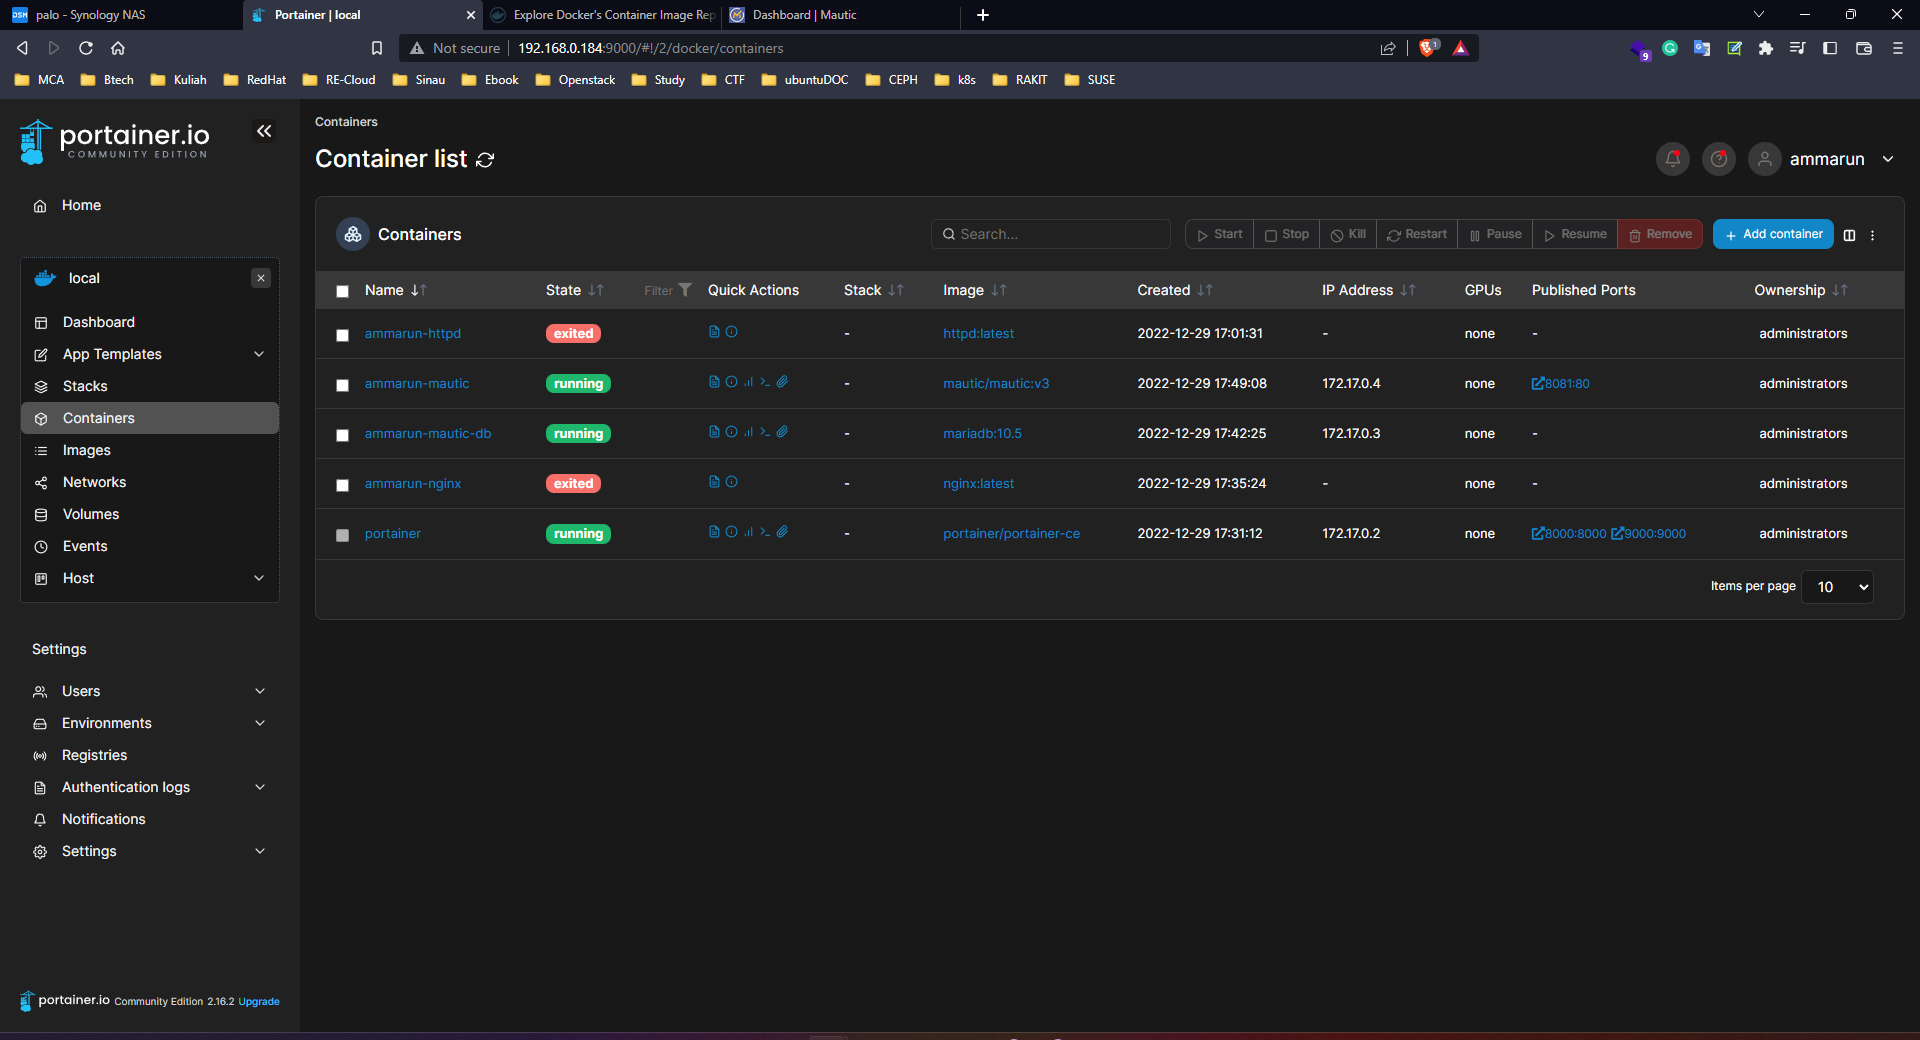 palo - Synology NAS
Portainer | local
Explore Docker's Container Image Rep
Dashboard | Mautic
Not secure
192.168.0.184:9000/#!/2/docker/containers
1
9
MCA
Btech
Kuliah
RedHat
RE-Cloud
Sinau
Ebook
Openstack
Study
CTF
ubuntuDOC
CEPH
k8s
RAKIT
SUSE
portainer.io
COMMUNITY EDITION
Home
local
Dashboard
App Templates
Stacks
Containers
Images
Networks
Volumes
Events
Host
Settings
Users
Environments
Registries
Authentication logs
Notifications
Settings
portainer.io Community Edition 2.16.2 Upgrade
Containers
Container list
ammarun
Containers
Search...
Start
Stop
Kill
Restart
Pause
Resume
Remove
+ Add container
Name State Filter Quick Actions Stack Image Created IP Address GPUs Published Ports Ownership
ammarun-httpd exited - httpd:latest 2022-12-29 17:01:31 - none - administrators
ammarun-mautic running - mautic/mautic:v3 2022-12-29 17:49:08 172.17.0.4 none 8081:80 administrators
ammarun-mautic-db running - mariadb:10.5 2022-12-29 17:42:25 172.17.0.3 none - administrators
ammarun-nginx exited - nginx:latest 2022-12-29 17:35:24 - none - administrators
portainer running - portainer/portainer-ce 2022-12-29 17:31:12 172.17.0.2 none 8000:8000 9000:9000 administrators
Items per page 10